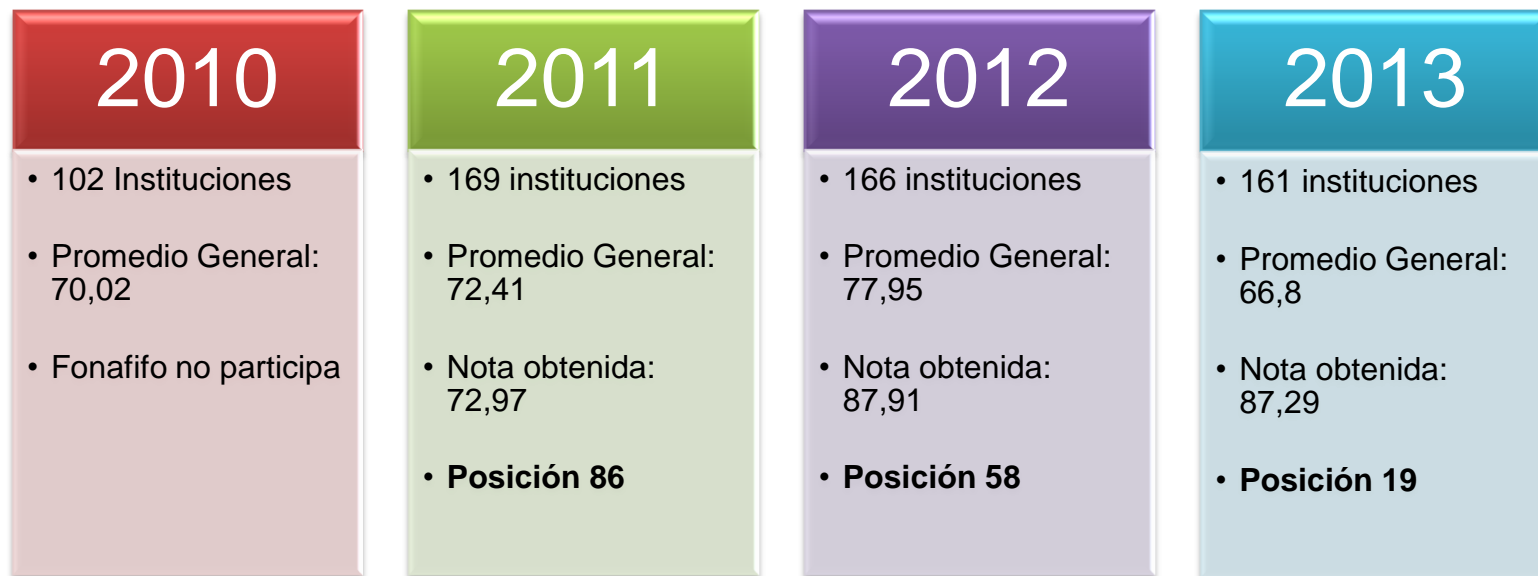 2010
• 102 Instituciones
• Promedio General:
70,02
• Fonafifo no participa
2011
• 169 instituciones
• Promedio General:
72,41
• Nota obtenida:
72,97
• Posición 86
2012
• 166 instituciones
• Promedio General:
77,95
• Nota obtenida:
87,91
• Posición 58
2013
• 161 instituciones
• Promedio General:
66,8
• Nota obtenida:
87,29
• Posición 19